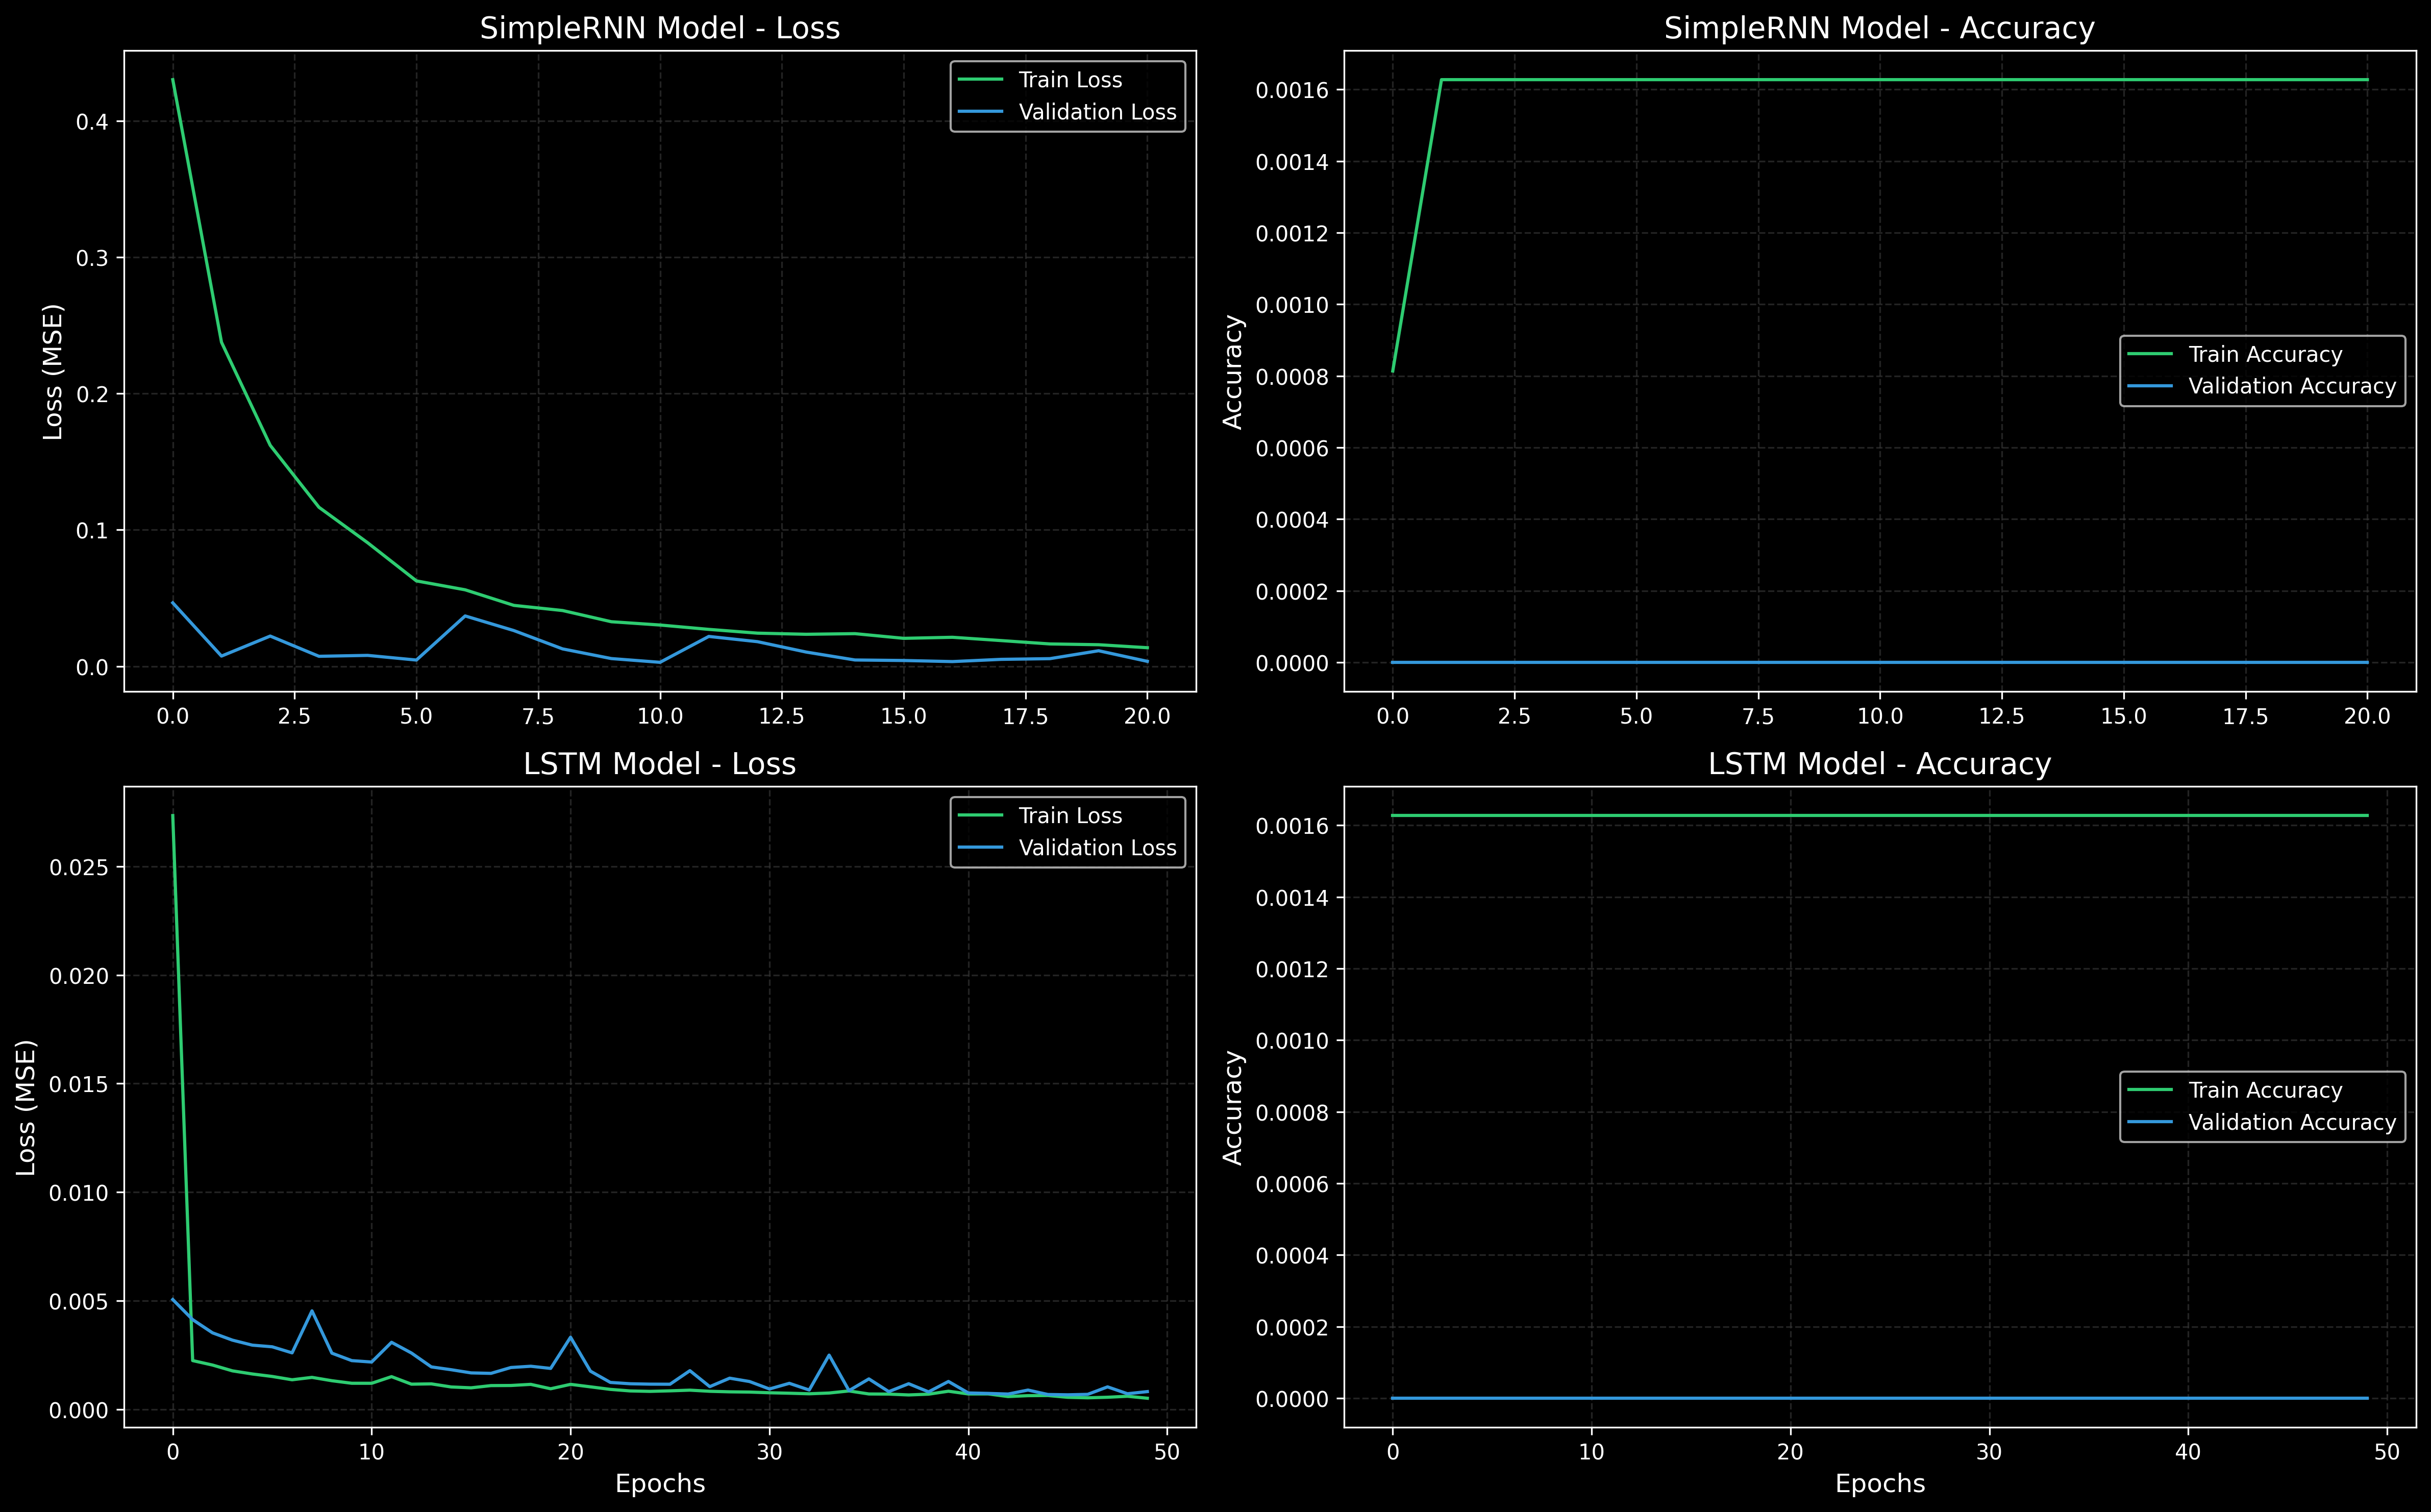 SimpleRNN Model - Loss
Loss (MSE)
0.4
0.3
0.2
0.1
0.0
0.0 2.5 5.0 7.5 10.0 12.5 15.0 17.5 20.0
Train Loss
Validation Loss
SimpleRNN Model - Accuracy
Accuracy
0.0016
0.0014
0.0012
0.0010
0.0008
0.0006
0.0004
0.0002
0.0000
0.0 2.5 5.0 7.5 10.0 12.5 15.0 17.5 20.0
Train Accuracy
Validation Accuracy
LSTM Model - Loss
Loss (MSE)
0.025
0.020
0.015
0.010
0.005
0.000
0 10 20 30 40 50
Epochs
Train Loss
Validation Loss
LSTM Model - Accuracy
Accuracy
0.0016
0.0014
0.0012
0.0010
0.0008
0.0006
0.0004
0.0002
0.0000
0 10 20 30 40 50
Epochs
Train Accuracy
Validation Accuracy